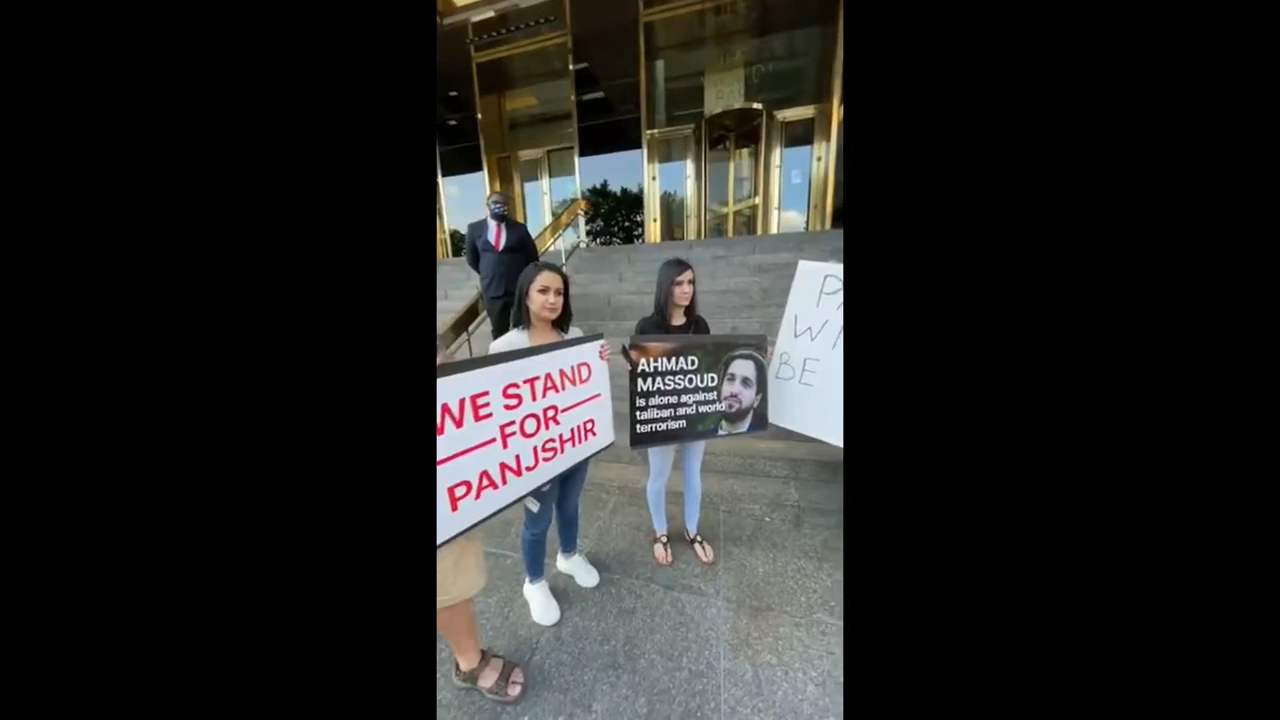 WE STAND
FOR
PANJSHIR
AHMAD
MASSOUD
is alone against
taliban and world
terrorism
BE